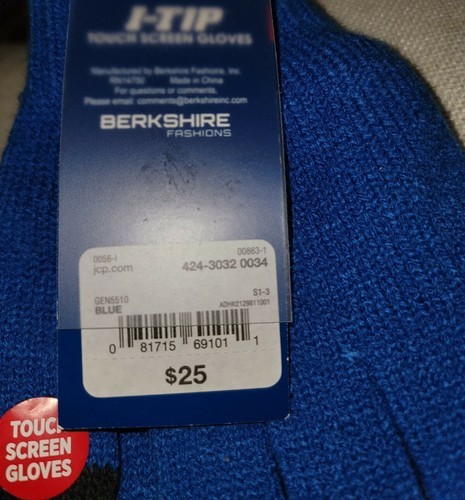 i-TIP
TOUCH SCREEN GLOVES
Manufactured by Berkshire Fashions, Inc.
RN14750 Made in China
For questions or comments,
Please email comments@berkshireinc.com
BERKSHIRE
FASHIONS
0056-i 00863-1
jcp.com 424-3032 0034
GEN5510 S1-3
BLUE ADHK2129811001
0 81715 69101 1
$25
TOUCH
SCREEN
GLOVES